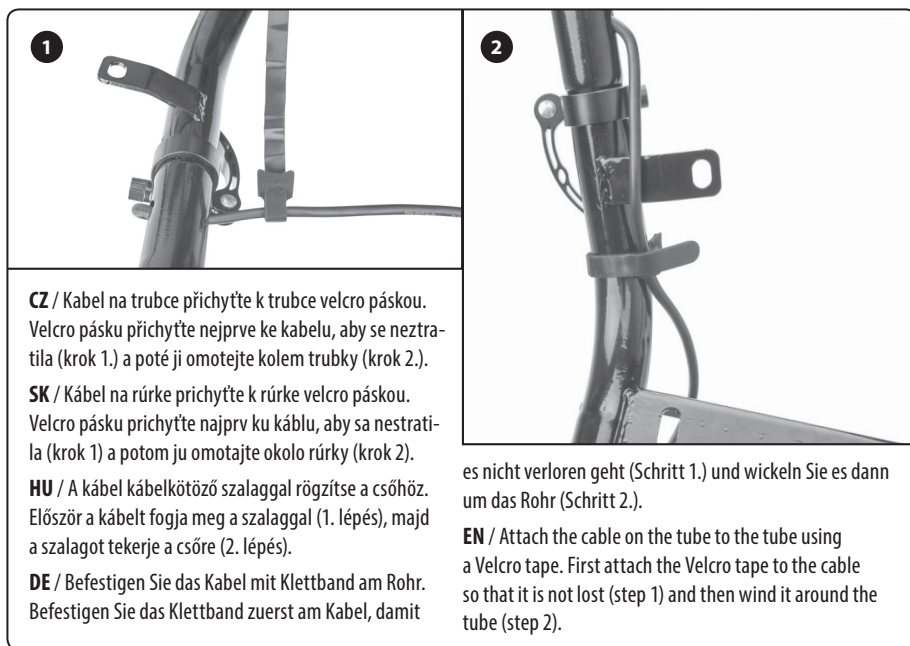 1
CZ / Kabel na trubce přichyťte k trubce velcro páskou.
Velcro pásku přichyťte nejprve ke kabelu, aby se neztra-
tila (krok 1.) a poté ji omotejte kolem trubky (krok 2.).
SK / Kábel na rúrke prichyťte k rúrke velcro páskou.
Velcro pásku prichyťte najprv ku káblu, aby sa nestrati-
la (krok 1) a potom ju omotajte okolo rúrky (krok 2).
HU / A kábel kábelkötöző szalaggal rögzítse a csőhöz.
Először a kábelt fogja meg a szalaggal (1. lépés), majd
a szalagot tekerje a csőre (2. lépés).
DE / Befestigen Sie das Kabel mit Klettband am Rohr.
Befestigen Sie das Klettband zuerst am Kabel, damit
2
es nicht verloren geht (Schritt 1.) und wickeln Sie es dann
um das Rohr (Schritt 2.).
EN / Attach the cable on the tube to the tube using
a Velcro tape. First attach the Velcro tape to the cable
so that it is not lost (step 1) and then wind it around the
tube (step 2).